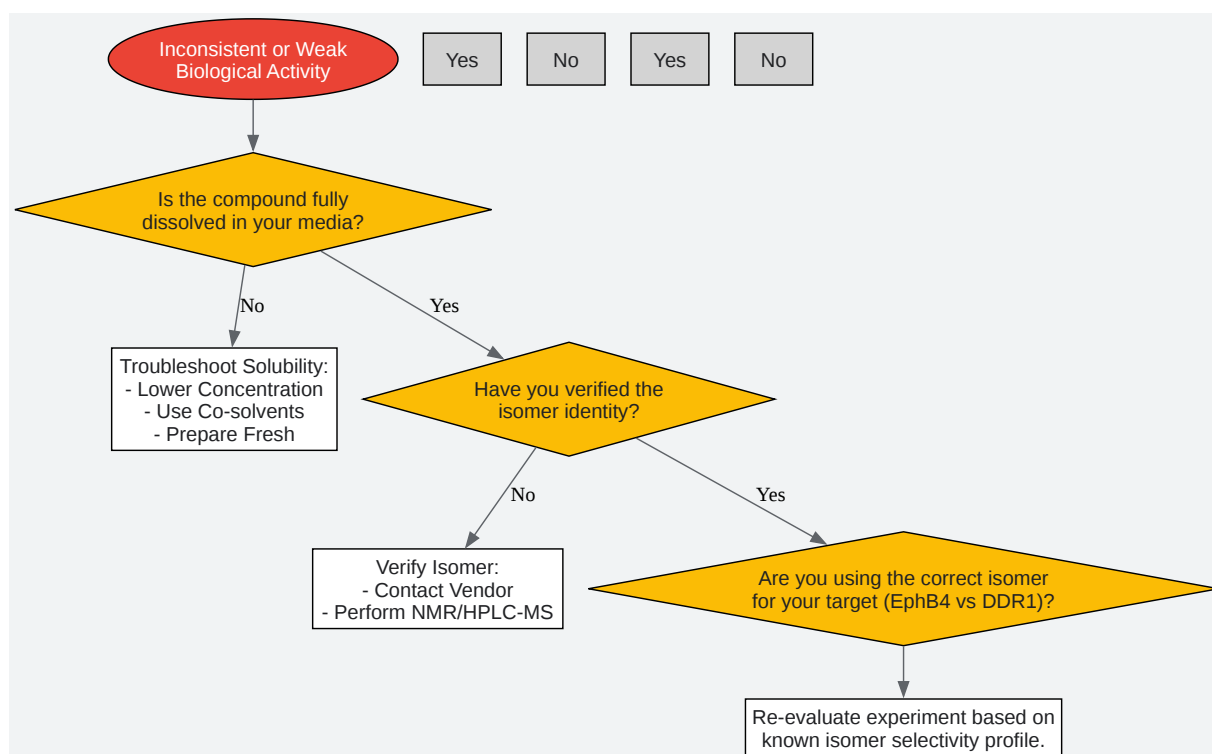 Inconsistent or Weak
Biological Activity
Yes
No
Yes
No
Is the compound fully
dissolved in your media?
No
Yes
Troubleshoot Solubility:
- Lower Concentration
- Use Co-solvents
- Prepare Fresh
Have you verified the
isomer identity?
No
Yes
Verify Isomer:
- Contact Vendor
- Perform NMR/HPLC-MS
Are you using the correct isomer
for your target (EphB4 vs DDR1)?
Re-evaluate experiment based on
known isomer selectivity profile.